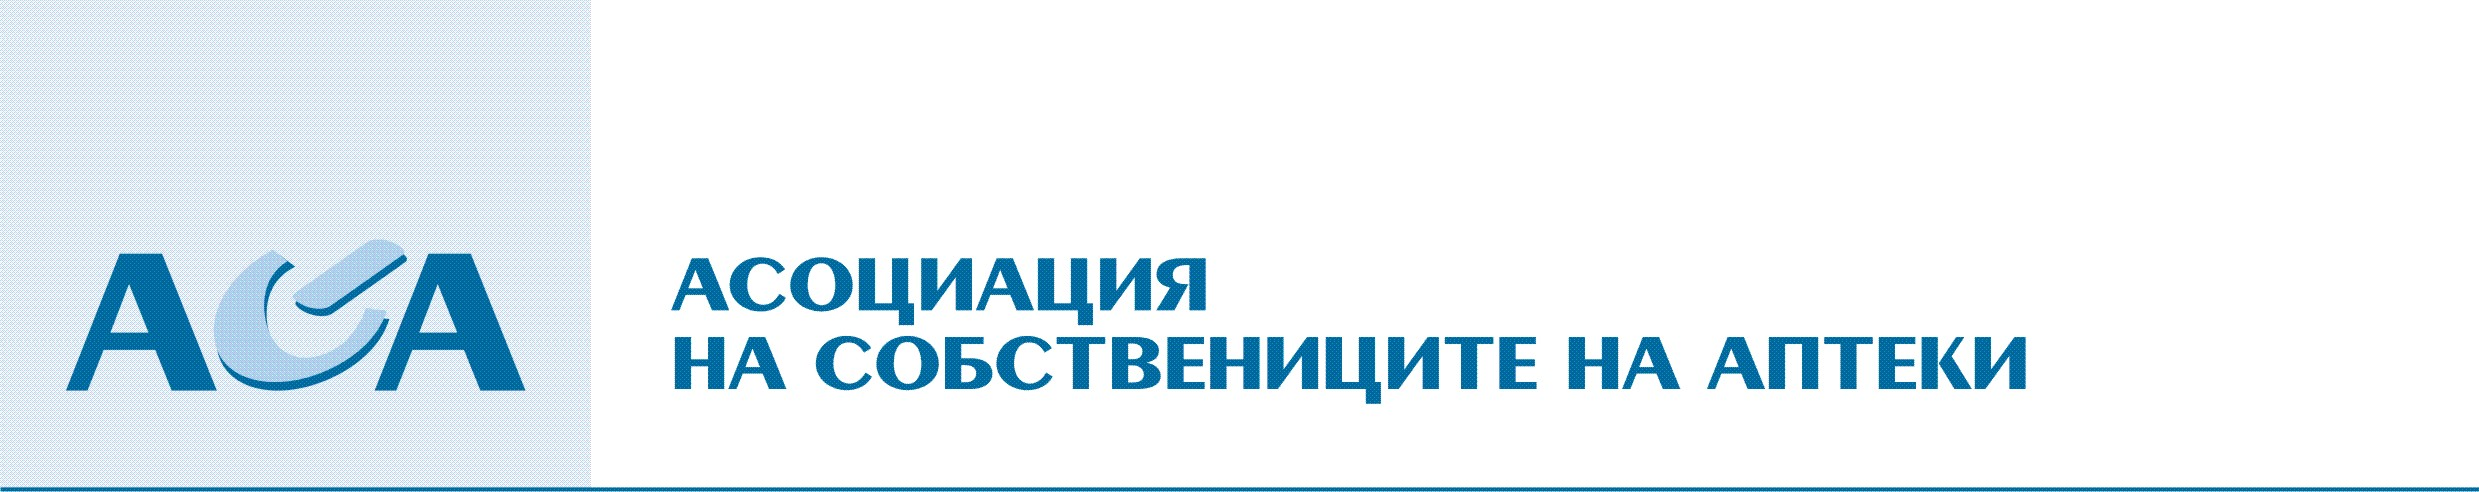 АСА
АСОЦИАЦИЯ
НА СОБСТВЕНИЦИТЕ НА АПТЕКИ